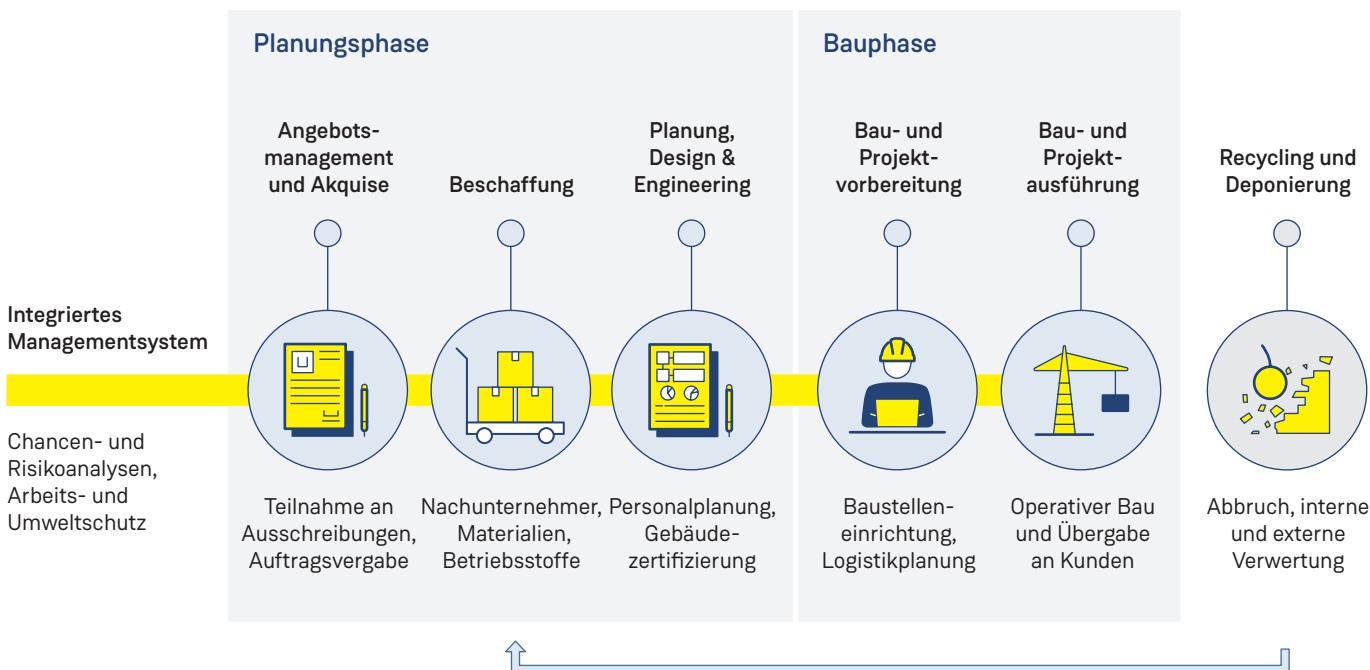 Planungsphase
Bauphase
Angebots-
management
und Akquise
Beschaffung
Planung,
Design &
Engineering
Bau- und
Projekt-
vorbereitung
Bau- und
Projekt-
ausführung
Recycling und
Deponierung
Integriertes
Managementsystem
Chancen- und
Risikoanalysen,
Arbeits- und
Umweltschutz
Teilnahme an
Ausschreibungen,
Auftragsvergabe
Nachunternehmer,
Materialien,
Betriebsstoffe
Personalplanung,
Gebäude-
zertifizierung
Baustellen-
einrichtung,
Logistikplanung
Operativer Bau
und Übergabe
an Kunden
Abbruch, interne
und externe
Verwertung